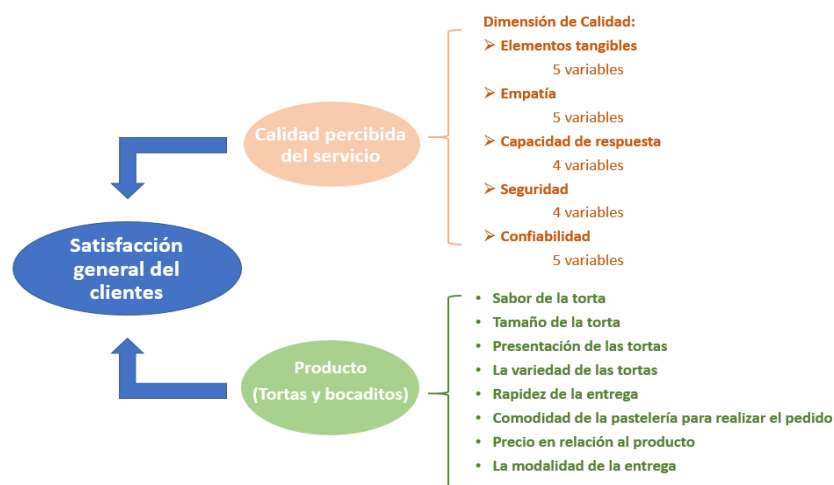 Dimensión de Calidad:
➢ Elementos tangibles
5 variables
➢ Empatía
5 variables
➢ Capacidad de respuesta
4 variables
➢ Seguridad
4 variables
➢ Confiabilidad
5 variables
Calidad percibida
del servicio
Satisfacción
general del
clientes
Producto
(Tortas y bocaditos)
• Sabor de la torta
• Tamaño de la torta
• Presentación de las tortas
• La variedad de las tortas
• Rapidez de la entrega
• Comodidad de la pastelería para realizar el pedido
• Precio en relación al producto
• La modalidad de la entrega